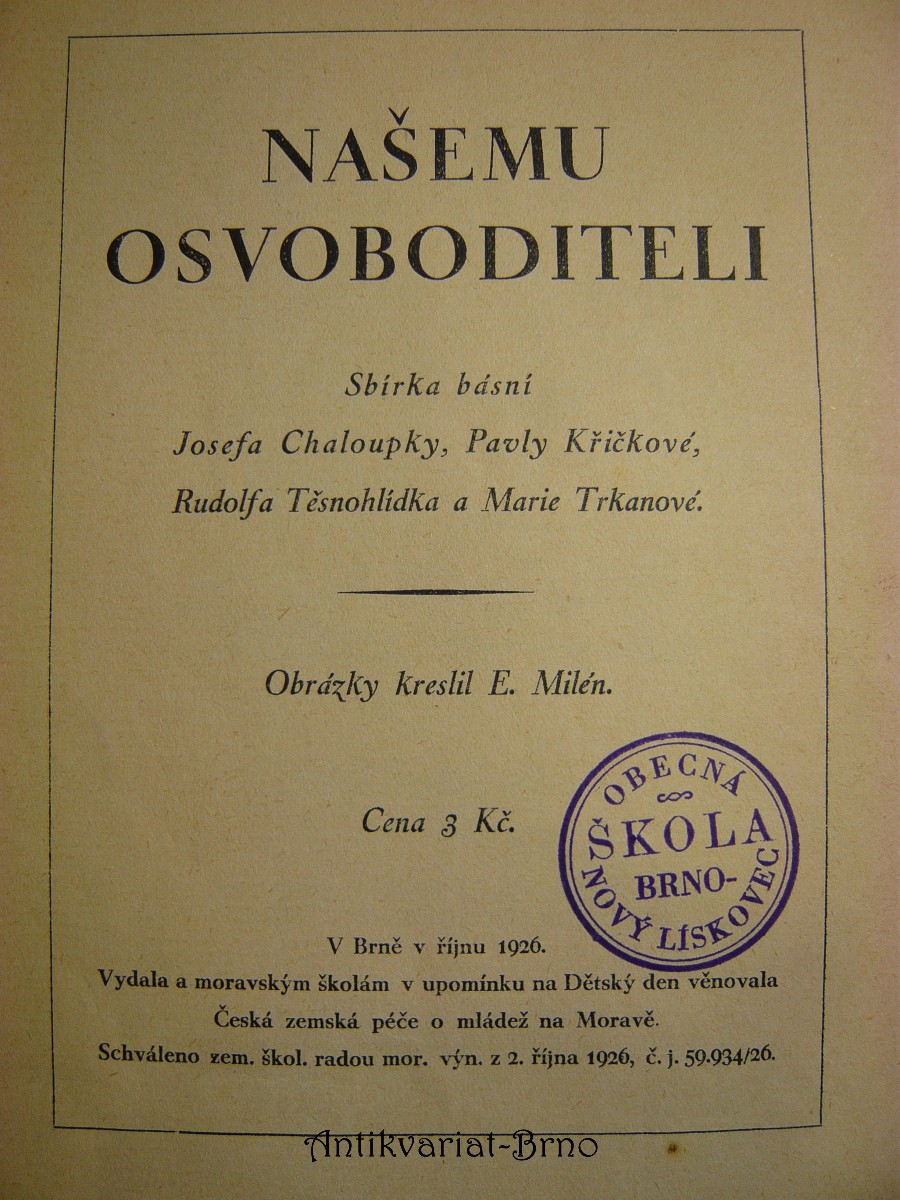 NAŠEMU
OSVOBODITELI
Sbírka básní
Josefa Chaloupky, Pavly Křičkové,
Rudolfa Těsnohlídka a Marie Trkanové.
Obrázky kreslil E. Milén.
Cena 3 Kč.
OBECNÁ
ŠKOLA
BRNO-
NOVÝ LÍSKOVEC
V Brně v říjnu 1926.
Vydala a moravským školám v upomínku na Dětský den věnovala
Česká zemská péče o mládež na Moravě.
Schváleno zem. škol. radou mor. výn. z 2. října 1926, č. j. 59.934/26.
Antikvariat-Brno